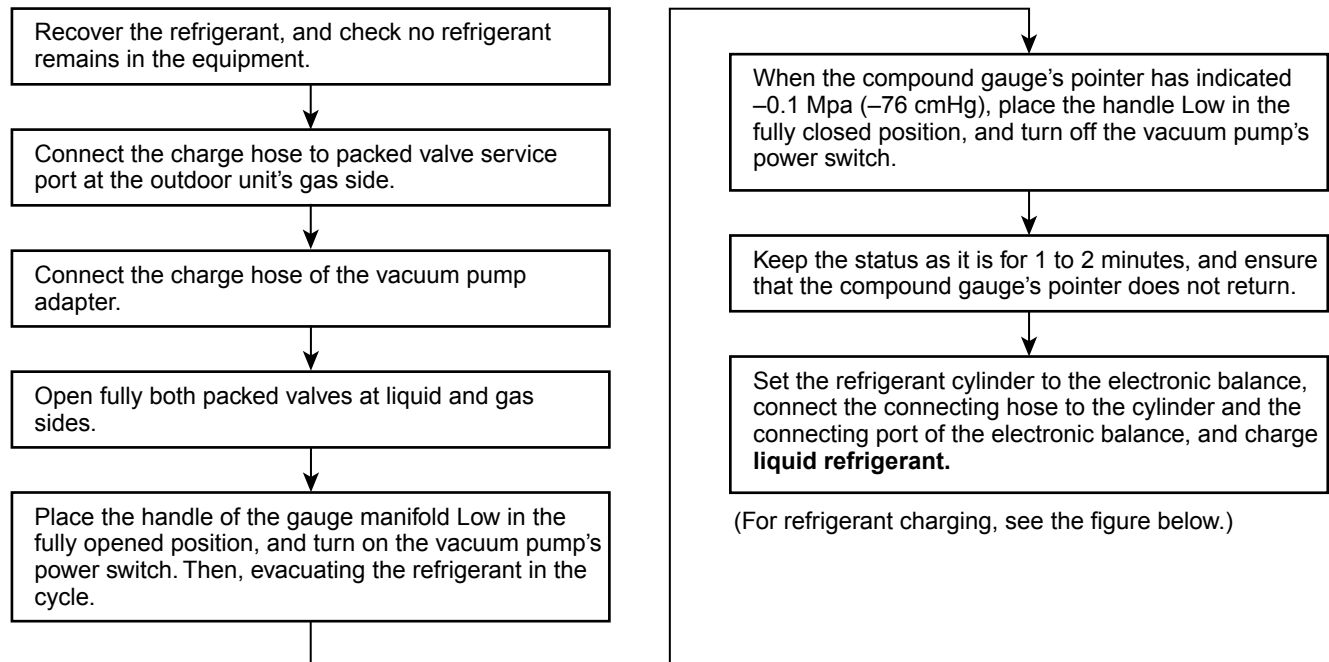 Recover the refrigerant, and check no refrigerant
remains in the equipment.
Connect the charge hose to packed valve service
port at the outdoor unit's gas side.
Connect the charge hose of the vacuum pump
adapter.
Open fully both packed valves at liquid and gas
sides.
Place the handle of the gauge manifold Low in the
fully opened position, and turn on the vacuum pump's
power switch. Then, evacuating the refrigerant in the
cycle.
When the compound gauge's pointer has indicated
–0.1 Mpa (–76 cmHg), place the handle Low in the
fully closed position, and turn off the vacuum pump's
power switch.
Keep the status as it is for 1 to 2 minutes, and ensure
that the compound gauge's pointer does not return.
Set the refrigerant cylinder to the electronic balance,
connect the connecting hose to the cylinder and the
connecting port of the electronic balance, and charge
liquid refrigerant.
(For refrigerant charging, see the figure below.)